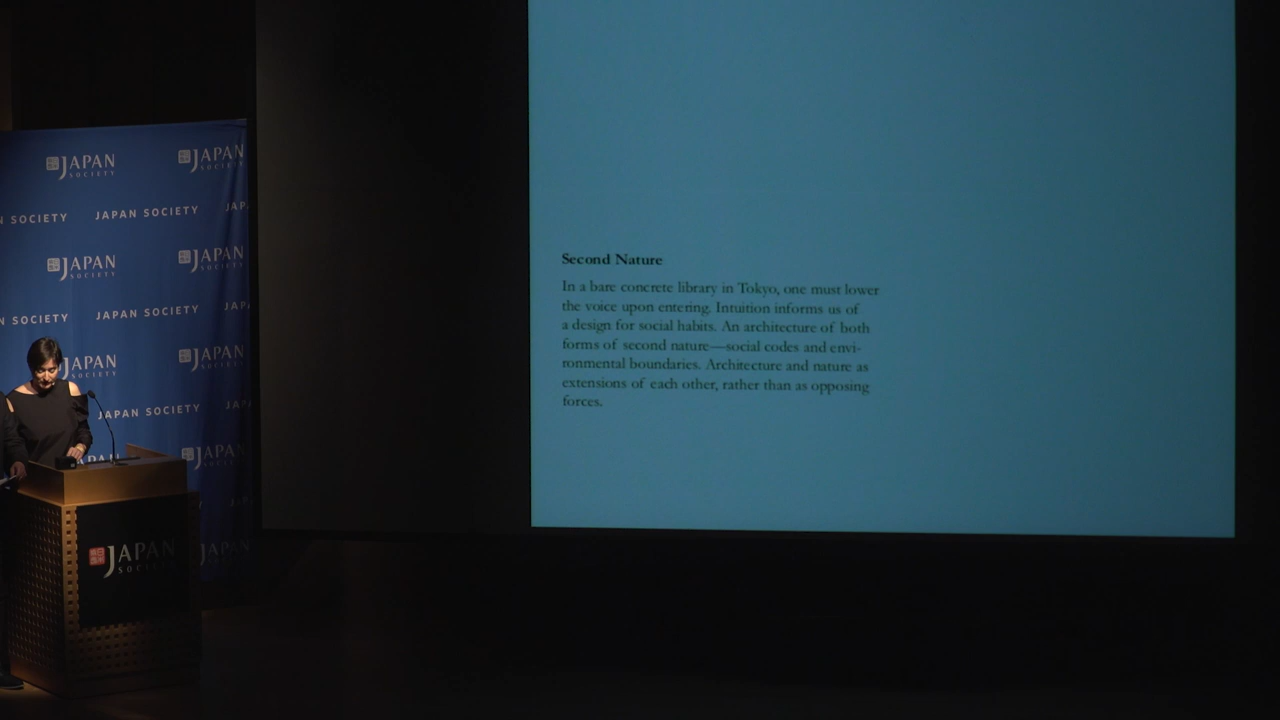 JAPAN SOCIETY
JAPAN SOCIETY
N SOCIETY JAPAN SOCIETY JAP
JAPAN SOCIETY
JAPAN SOCIETY
N SOCIETY JAPAN SOCIETY JAP
JAPAN SOCIETY
JAPAN SOCIETY
JAPAN SOCIETY JAP
JAPAN
JAPAN SOCIETY
JAPAN SOCIETY
JAPAN SOCIETY
Second Nature
In a bare concrete library in Tokyo, one must lower
the voice upon entering. Intuition informs us of
a design for social habits. An architecture of both
forms of second nature—social codes and envi-
ronmental boundaries. Architecture and nature as
extensions of each other, rather than as opposing
forces.